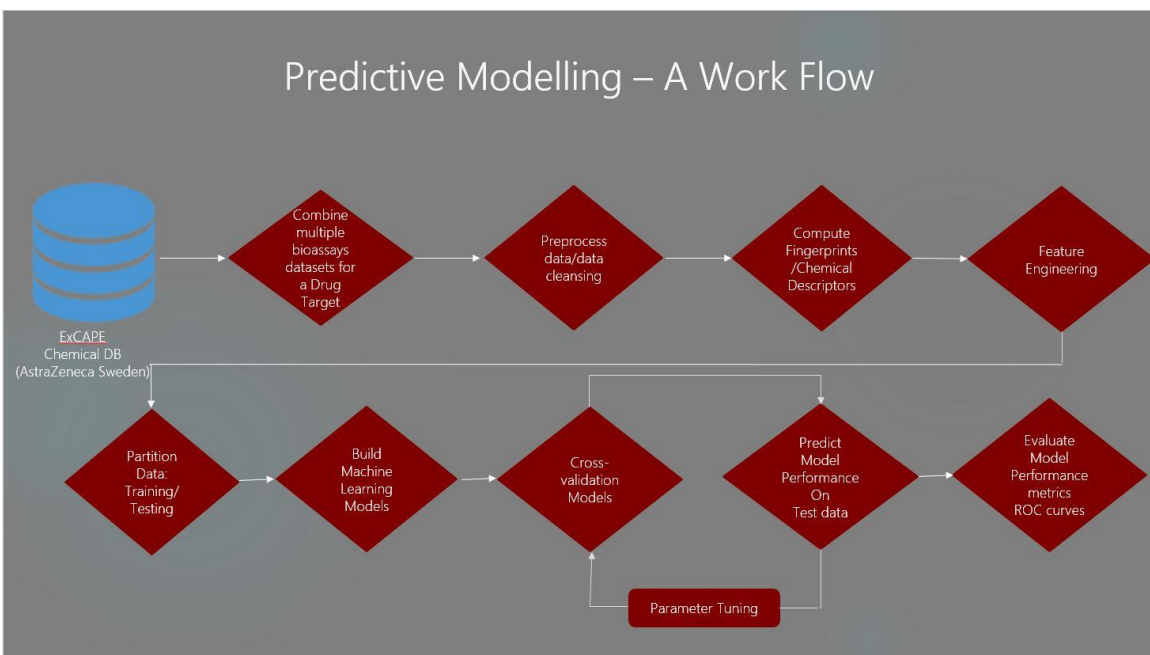 Predictive Modelling – A Work Flow
Combine
multiple
bioassays
datasets for
a Drug
Target
Preprocess
data/data
cleansing
Compute
Fingerprints
/Chemical
Descriptors
Feature
Engineering
ExCAPE
Chemical DB
(AstraZeneca Sweden)
Partition
Data:
Training/
Testing
Build
Machine
Learning
Models
Cross-
validation
Models
Predict
Model
Performance
On
Test data
Evaluate
Model
Performance
metrics
ROC curves
Parameter Tuning